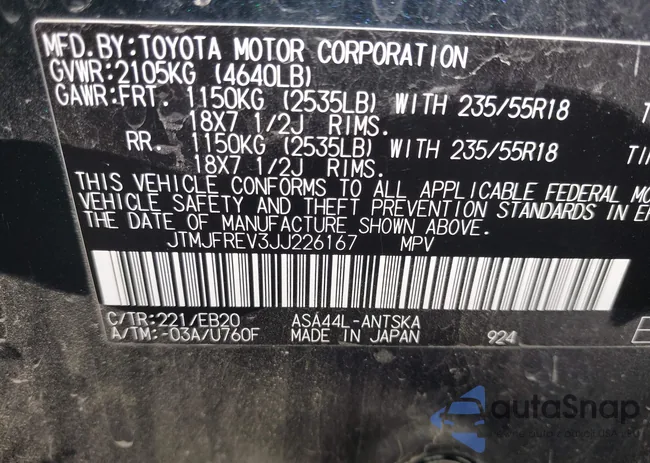 MFD.BY:TOYOTA MOTOR CORPORATION
GVWR:2105KG (4640LB)
GAWR:FRT. 1150KG (2535LB) WITH 235/55R18
18X7 1/2J RIMS.
RR. 1150KG (2535LB) WITH 235/55R18
18X7 1/2J RIMS.
THIS VEHICLE CONFORMS TO ALL APPLICABLE FEDERAL MO
VEHICLE SAFETY AND THEFT PREVENTION STANDARDS IN
THE DATE OF MANUFACTURE SHOWN ABOVE.
JTMJFREV3JJ226167 MPV
C/TR:221/EB20 ASA44L-ANTSKA
A/TM:-03A/U760F MADE IN JAPAN 924
autaSnap